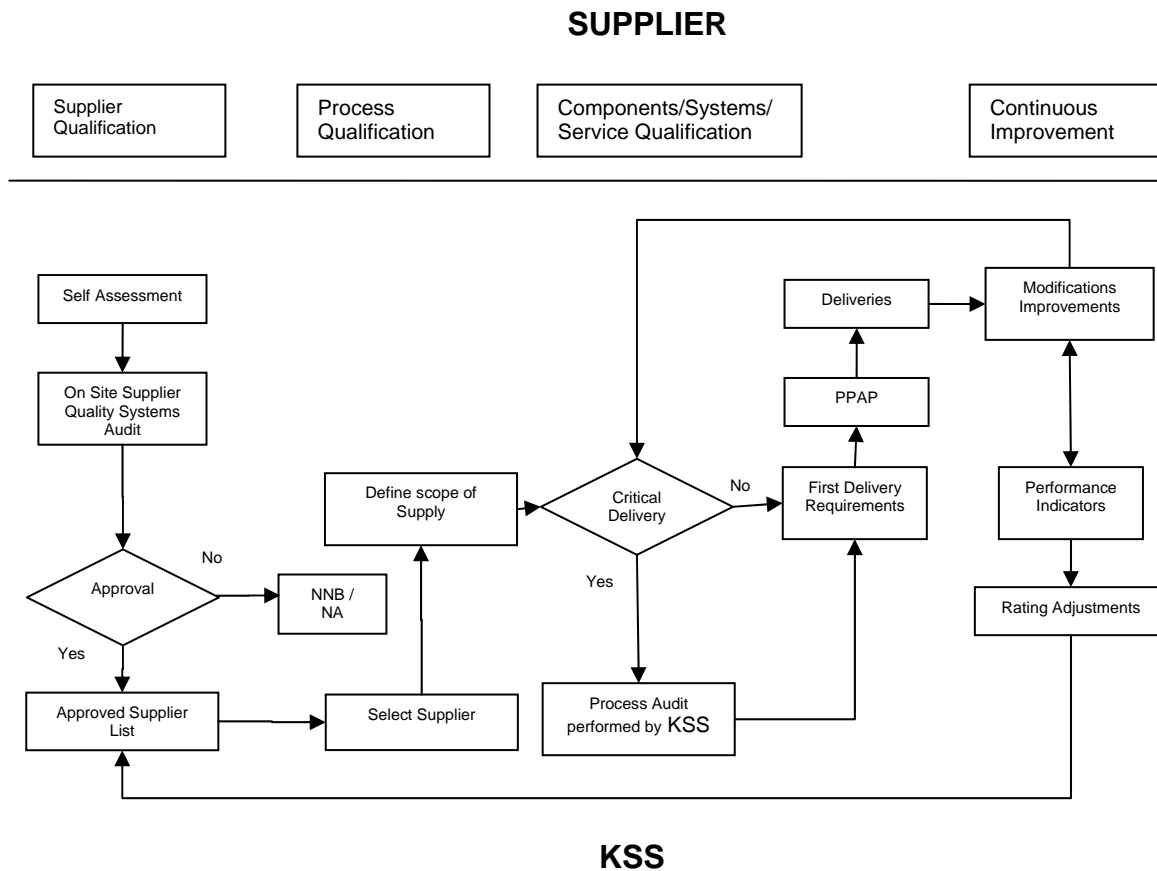 SUPPLIER
Supplier
Qualification
Process
Qualification
Components/Systems/
Service Qualification
Continuous
Improvement
Self Assessment
On Site Supplier
Quality Systems
Audit
Approval
No
Yes
NNB /
NA
Approved Supplier
List
Select Supplier
Define scope of
Supply
Critical
Delivery
No
Yes
Process Audit
performed by KSS
First Delivery
Requirements
PPAP
Deliveries
Modifications
Improvements
Performance
Indicators
Rating Adjustments
KSS